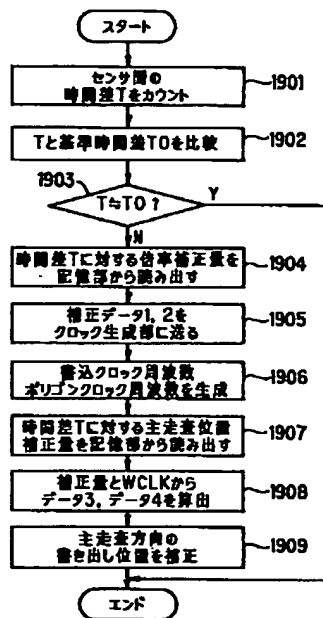 スタート
センサ間の
時間差Tをカウント
1901
Tと基準時間差T0を比較
1902
1903
T≒T0?
Y
N
時間差Tに対する倍率補正量を
記憶部から読み出す
1904
補正データ1, 2を
クロック生成部に送る
1905
書込クロック周波数
ポリゴンクロック周波数を生成
1906
時間差Tに対する主走査位置
補正量を記憶部から読み出す
1907
補正量とWCLKから
データ3, データ4を算出
1908
主走査方向の
書き出し位置を補正
1909
エンド